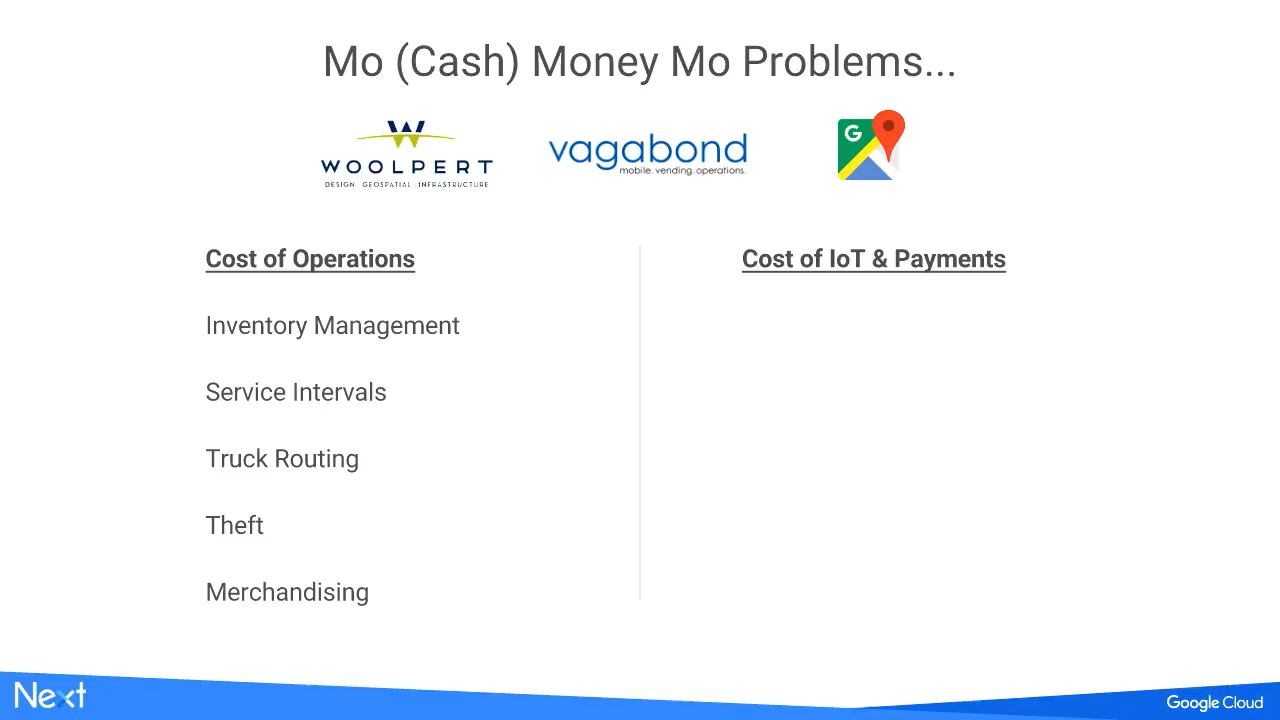 Mo (Cash) Money Mo Problems...
WOOLPERT
DESIGN GEOSPATIAL INFRASTRUCTURE
vagabond
mobile. vending. operations.
G
Cost of Operations
Inventory Management
Service Intervals
Truck Routing
Theft
Merchandising
Cost of IoT & Payments
Next
Google Cloud